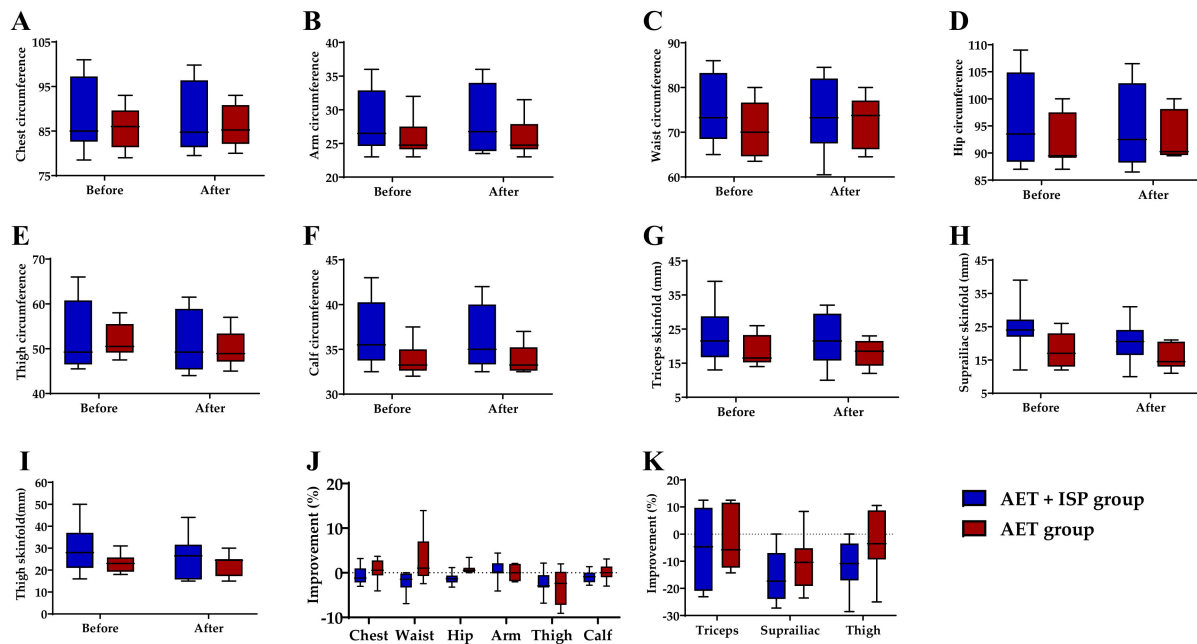 A
Chest circumference
105
95
85
75
Before
After
B
Arm circumference
40
35
30
25
20
Before
After
C
Waist circumference
90
80
70
60
Before
After
D
Hip circumference
110
105
100
95
90
85
Before
After
E
Thigh circumference
70
60
50
40
Before
After
F
Calf circumference
45
40
35
30
Before
After
G
Triceps skinfold (mm)
45
35
25
15
5
Before
After
H
Suprailiac skinfold (mm)
45
35
25
15
5
Before
After
I
Thigh skinfold(mm)
60
50
40
30
20
10
0
Before
After
J
Improvement (%)
20
10
0
-10
Chest
Waist
Hip
Arm
Thigh
Calf
K
Improvement (%)
20
10
0
-10
-20
-30
Triceps
Suprailiac
Thigh
AET + ISP group
AET group